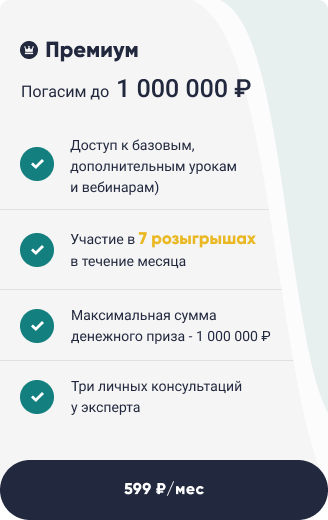 Премиум
Погасим до 1 000 000 ₽
Доступ к базовым,
дополнительным урокам
и вебинарам)
Участие в 7 розыгрышах
в течение месяца
Максимальная сумма
денежного приза - 1 000 000 ₽
Три личных консультаций
у эксперта
599 ₽/мес